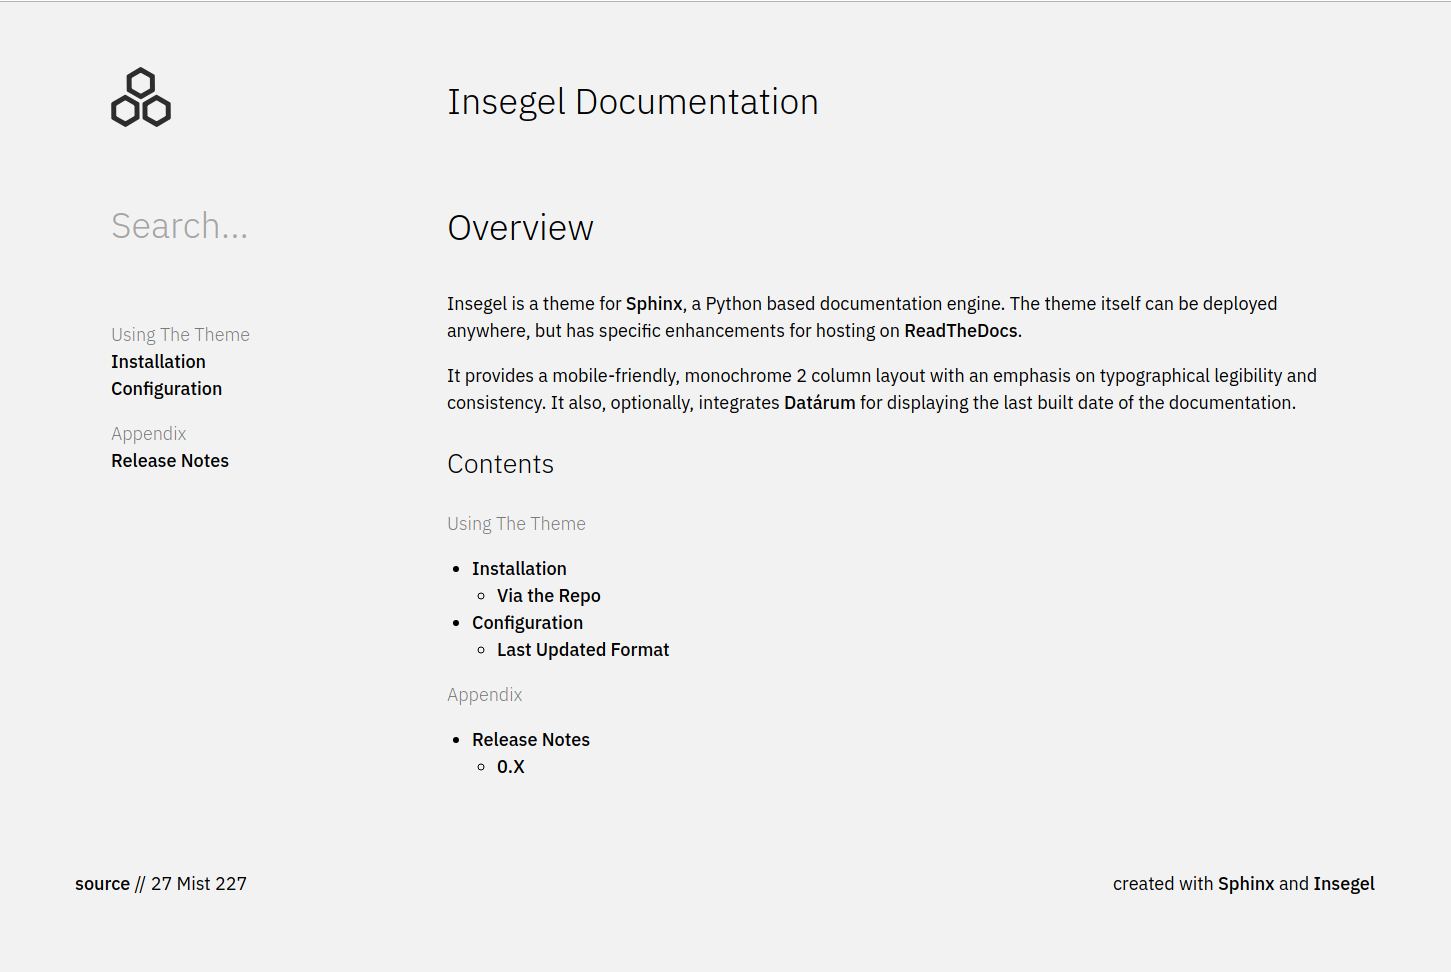 Insegel Documentation
Search...
Using The Theme
Installation
Configuration
Appendix
Release Notes
Overview
Insegel is a theme for Sphinx, a Python based documentation engine. The theme itself can be deployed
anywhere, but has specific enhancements for hosting on ReadTheDocs.
It provides a mobile-friendly, monochrome 2 column layout with an emphasis on typographical legibility and
consistency. It also, optionally, integrates Datárum for displaying the last built date of the documentation.
Contents
Using The Theme
Installation
Via the Repo
Configuration
Last Updated Format
Appendix
Release Notes
0.X
source // 27 Mist 227
created with Sphinx and Insegel